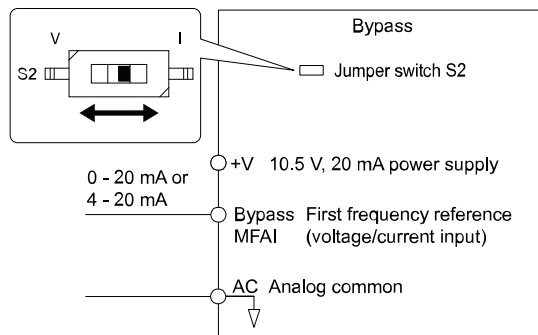 V I
S2
Bypass
Jumper switch S2
+V 10.5 V, 20 mA power supply
0 - 20 mA or
4 - 20 mA
Bypass First frequency reference
MFAI (voltage/current input)
AC Analog common